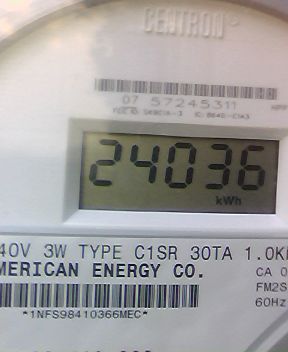 CENTRON®
07 57245311
24036
kWh
40V 3W TYPE C1SR 30TA 1.0K
MERICAN ENERGY CO.
CA 0
FM2S
60Hz
*1NFS98410366MEC*